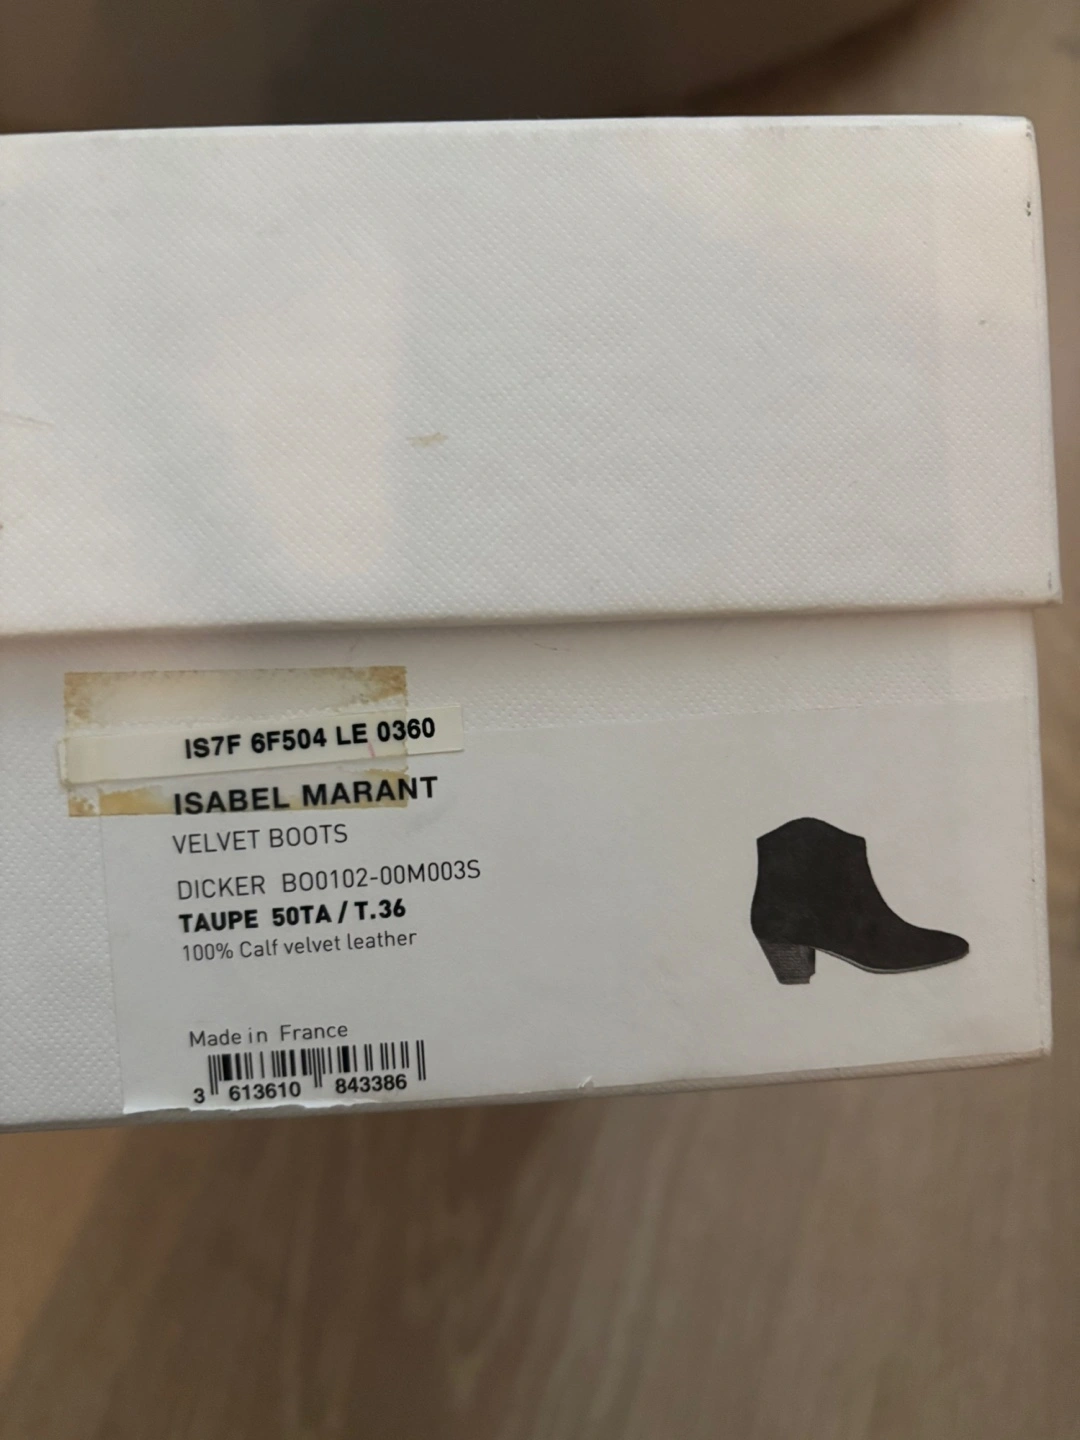 IS7F 6F504 LE 0360
ISABEL MARANT
VELVET BOOTS
DICKER BO0102-00M003S
TAUPE 50TA / T.36
100% Calf velvet leather
Made in France
3 613610 843386